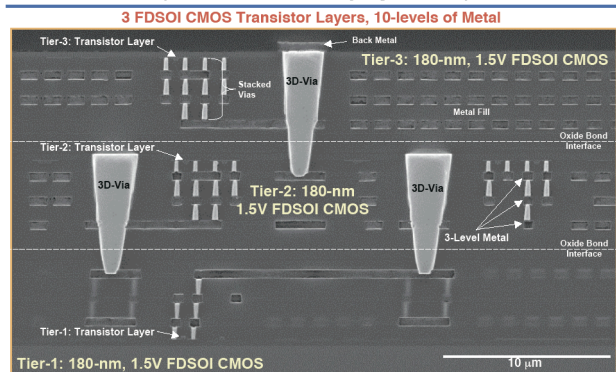 3 FDSOI CMOS Transistor Layers, 10-levels of Metal
Tier-3: Transistor Layer
Back Metal
Tier-3: 180-nm, 1.5V FDSOI CMOS
3D-Via
Stacked
Vias
Metal Fill
Oxide Bond
Interface
Tier-2: Transistor Layer
3D-Via
Tier-2: 180-nm
1.5V FDSOI CMOS
3D-Via
3-Level Metal
Oxide Bond
Interface
Tier-1: Transistor Layer
Tier-1: 180-nm, 1.5V FDSOI CMOS
10 μm